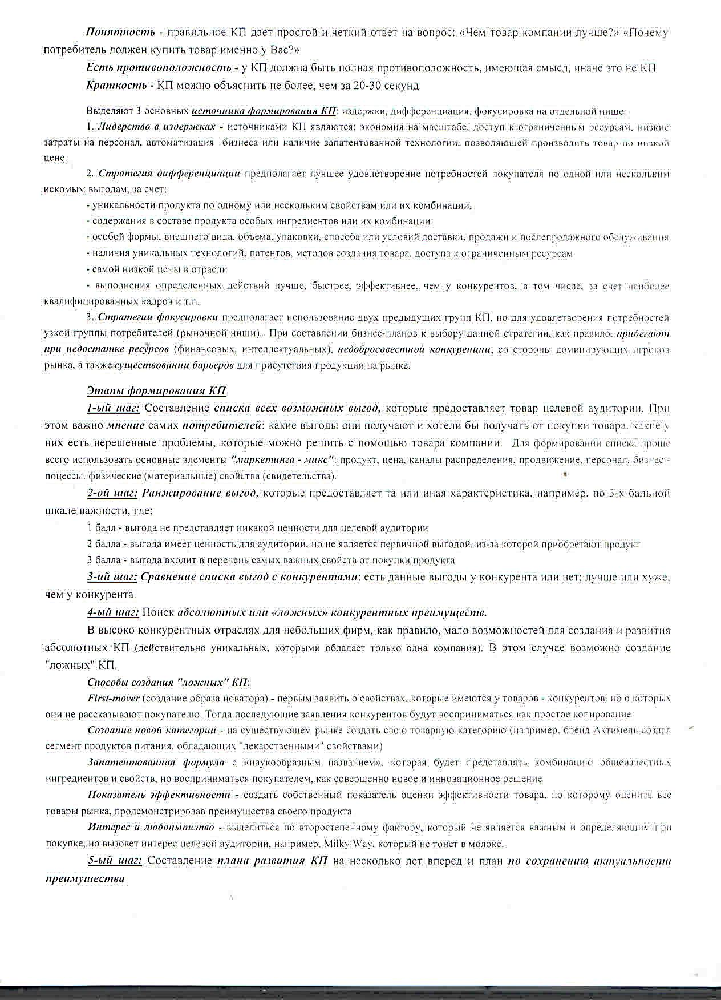 Понятность - правильное КП дает простой и четкий ответ на вопрос: «Чем товар компании лучше?» «Почему
потребитель должен купить товар именно у Вас?»
Есть противоположность - у КП должна быть полная противоположность, имеющая смысл, иначе это не КП
Краткость - КП можно объяснить не более, чем за 20-30 секунд
Выделяют 3 основных источника формирования КП: издержки, дифференциация, фокусировка на отдельной нише:
1. Лидерство в издержках - источниками КП являются: экономия на масштабе, доступ к ограниченным ресурсам, низкие
затраты на персонал, автоматизация бизнеса или наличие запатентованной технологии, позволяющей производить товар по низкой
цене.
2. Стратегия дифференциации предполагает лучшее удовлетворение потребностей покупателя по одной или нескольким
искомым выгодам, за счет:
- уникальности продукта по одному или нескольким свойствам или их комбинации.
- содержания в составе продукта особых ингредиентов или их комбинации
- особой формы, внешнего вида, объема, упаковки, способа или условий доставки, продажи и послепродажного обслуживания
- наличия уникальных технологий, патентов, методов создания товара, доступа к ограниченным ресурсам
- самой низкой цены в отрасли
- выполнения определенных действий лучше, быстрее, эффективнее, чем у конкурентов, в том числе, за счет наиболее
квалифицированных кадров и т.п.
3. Стратегии фокусировки предполагает использование двух предыдущих групп КП, но для удовлетворения потребностей
узкой группы потребителей (рыночной ниши). При составлении бизнес-планов к выбору данной стратегии, как правило, прибегают
при недостатке ресурсов (финансовых, интеллектуальных), недобросовестной конкуренции, со стороны доминирующих игроков
рынка, а также существовании барьеров для присутствия продукции на рынке.
Этапы формирования КП
1-ый шаг: Составление списка всех возможных выгод, которые предоставляет товар целевой аудитории. При
этом важно мнение самих потребителей: какие выгоды они получают и хотели бы получать от покупки товара, какие у
них есть нерешенные проблемы, которые можно решить с помощью товара компании. Для формировании списка проще
всего использовать основные элементы "маркетинга - микс": продукт, цена, каналы распределения, продвижение, персонал, бизнес -
поцессы, физические (материальные) свойства (свидетельства).
2-ой шаг: Ранжирование выгод, которые предоставляет та или иная характеристика, например, по 3-х бальной
шкале важности, где:
1 балл - выгода не представляет никакой ценности для целевой аудитории
2 балла - выгода имеет ценность для аудитории, но не является первичной выгодой, из-за которой приобретают продукт
3 балла - выгода входит в перечень самых важных свойств от покупки продукта
3-ий шаг: Сравнение списка выгод с конкурентами: есть данные выгоды у конкурента или нет; лучше или хуже,
чем у конкурента.
4-ый шаг: Поиск абсолютных или «ложных» конкурентных преимуществ.
В высоко конкурентных отраслях для небольших фирм, как правило, мало возможностей для создания и развития
абсолютных КП (действительно уникальных, которыми обладает только одна компания). В этом случае возможно создание
"ложных" КП.
Способы создания "ложных" КП:
First-mover (создание образа новатора) - первым заявить о свойствах, которые имеются у товаров - конкурентов, но о которых
они не рассказывают покупателю. Тогда последующие заявления конкурентов будут восприниматься как простое копирование
Создание новой категории - на существующем рынке создать свою товарную категорию (например, бренд Актимель создал
сегмент продуктов питания, обладающих "лекарственными" свойствами)
Запатентованная формула с «наукообразным названием», которая будет представлять комбинацию общеизвестных
ингредиентов и свойств, но восприниматься покупателем, как совершенно новое и инновационное решение
Показатель эффективности - создать собственный показатель оценки эффективности товара, по которому оценить все
товары рынка, продемонстрировав преимущества своего продукта
Интерес и любопытство - выделиться по второстепенному фактору, который не является важным и определяющим при
покупке, но вызовет интерес целевой аудитории, например, Milky Way, который не тонет в молоке.
5-ый шаг: Составление плана развития КП на несколько лет вперед и план по сохранению актуальности
преимущества